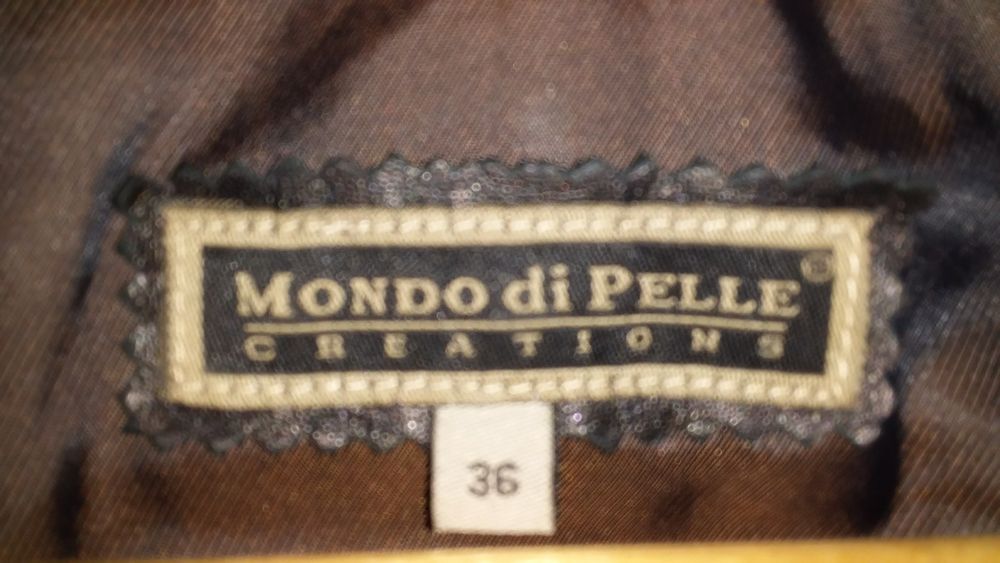 MONDO di PELLE ®
CREATIONS
36